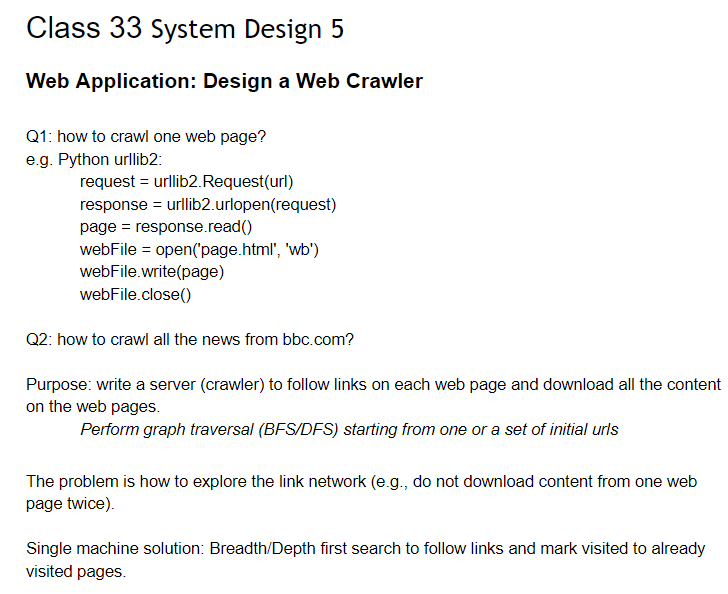 Class 33 System Design 5
Web Application: Design a Web Crawler
Q1: how to crawl one web page?
e.g. Python urllib2:
request = urllib2.Request(url)
response = urllib2.urlopen(request)
page = response.read()
webFile = open('page.html', 'wb')
webFile.write(page)
webFile.close()
Q2: how to crawl all the news from bbc.com?
Purpose: write a server (crawler) to follow links on each web page and download all the content
on the web pages.
Perform graph traversal (BFS/DFS) starting from one or a set of initial urls
The problem is how to explore the link network (e.g., do not download content from one web
page twice).
Single machine solution: Breadth/Depth first search to follow links and mark visited to already
visited pages.